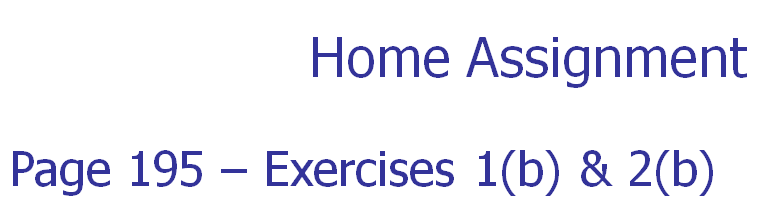 Home Assignment
Page 195 – Exercises 1(b) & 2(b)